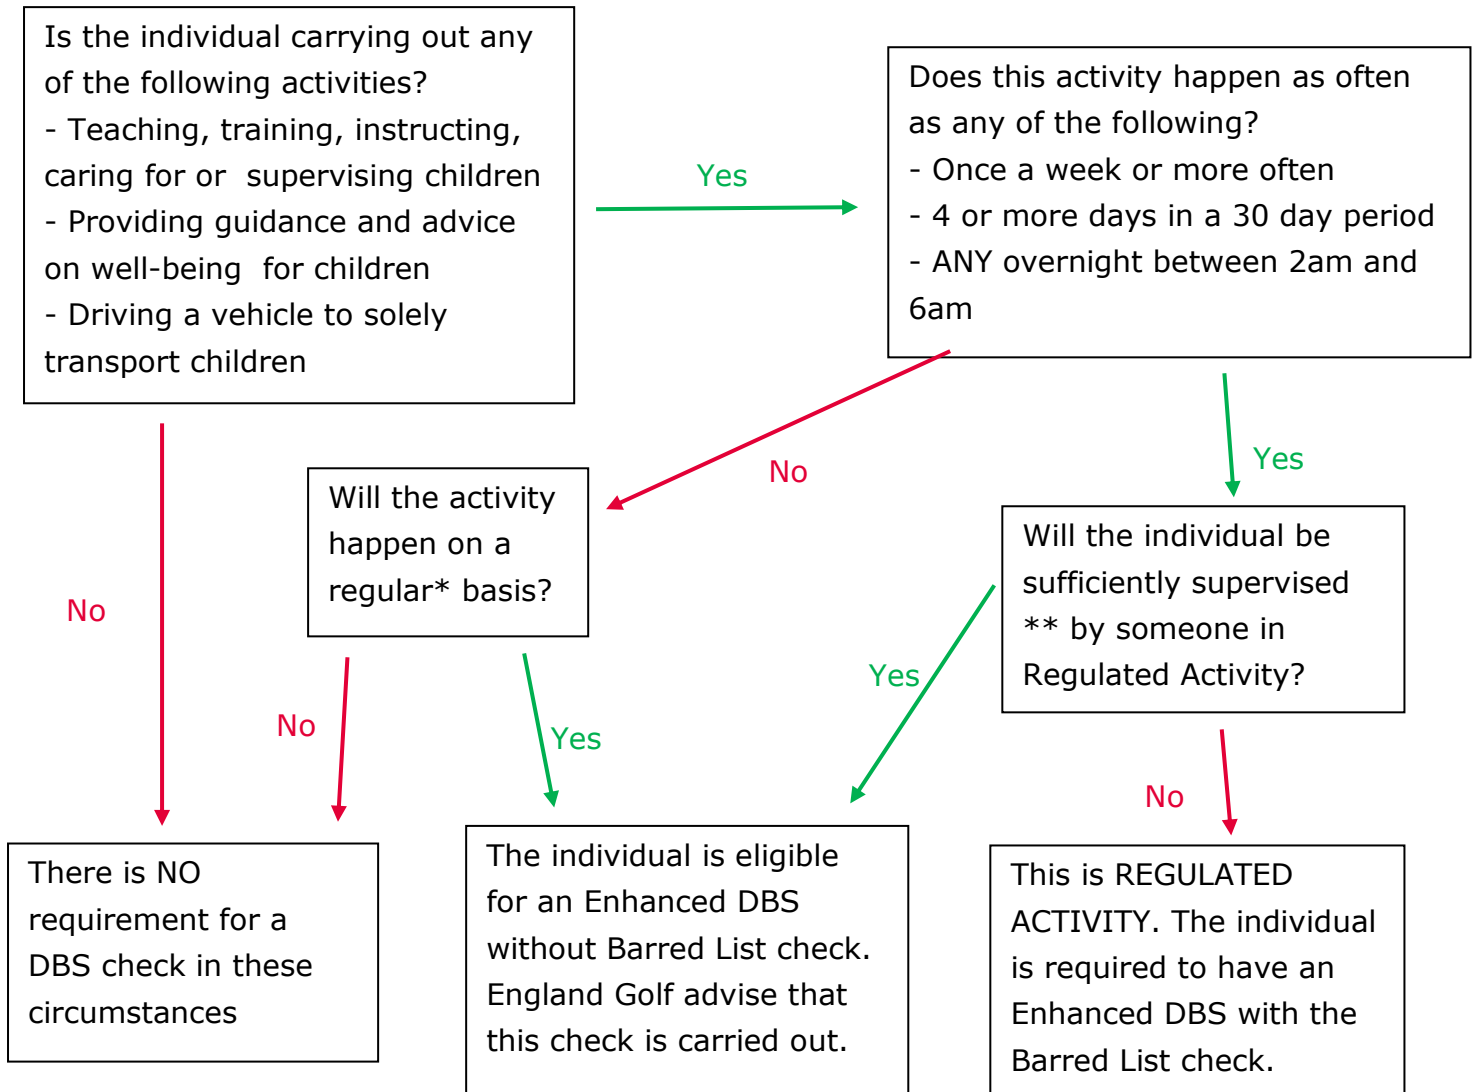 Is the individual carrying out any
of the following activities?
- Teaching, training, instructing,
caring for or  supervising children
- Providing guidance and advice
on well-being  for children
- Driving a vehicle to solely
transport children
Yes
Does this activity happen as often
as any of the following?
- Once a week or more often
- 4 or more days in a 30 day period
- ANY overnight between 2am and
6am
No
No
Yes
Will the activity
happen on a
regular* basis?
Will the individual be
sufficiently supervised
** by someone in
Regulated Activity?
No
Yes
Yes
No
There is NO
requirement for a
DBS check in these
circumstances
The individual is eligible
for an Enhanced DBS
without Barred List check.
England Golf advise that
this check is carried out.
This is REGULATED
ACTIVITY. The individual
is required to have an
Enhanced DBS with the
Barred List check.